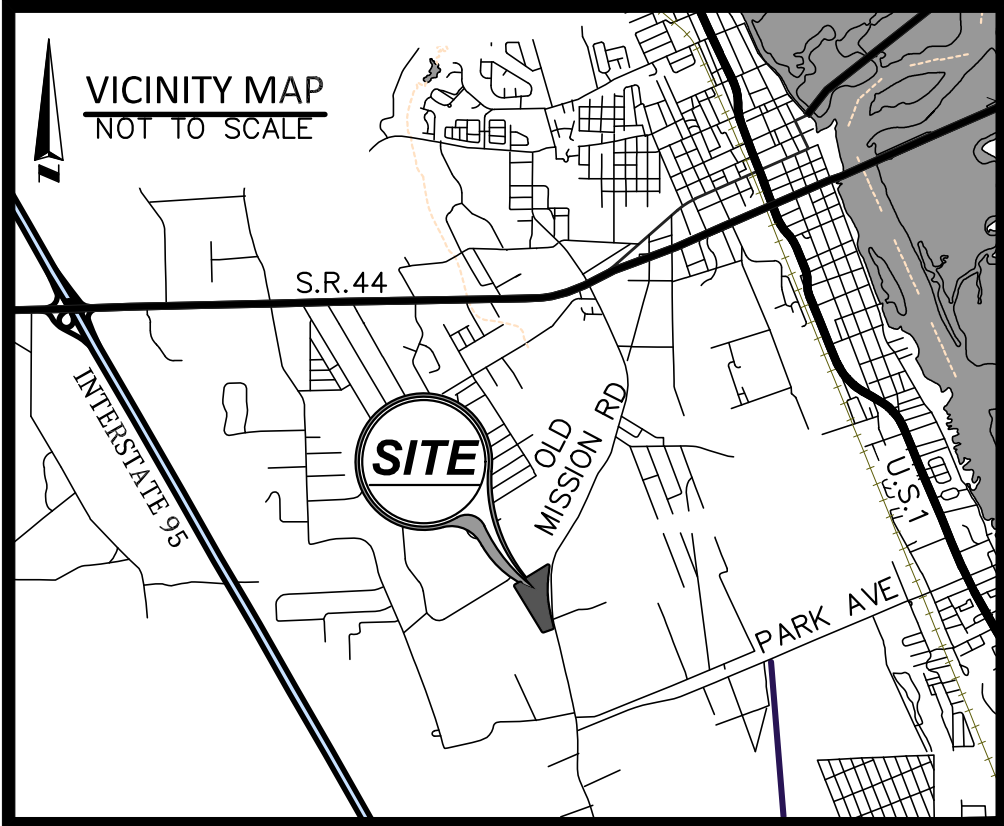 VICINITY MAP
NOT TO SCALE
N
S.R.44
INTERSTATE 95
SITE
OLD
MISSION RD
U.S.1
PARK AVE